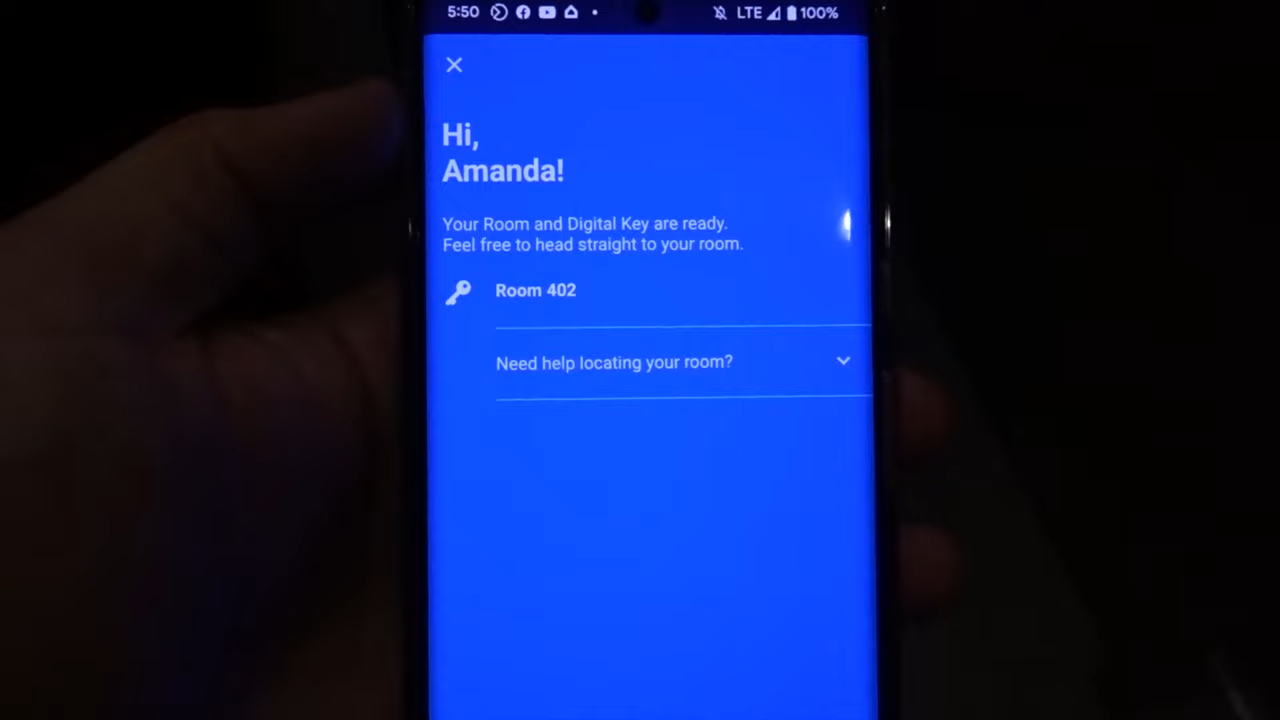 5:50 LTE 100%
Hi,
Amanda!
Your Room and Digital Key are ready.
Feel free to head straight to your room.
Room 402
Need help locating your room?